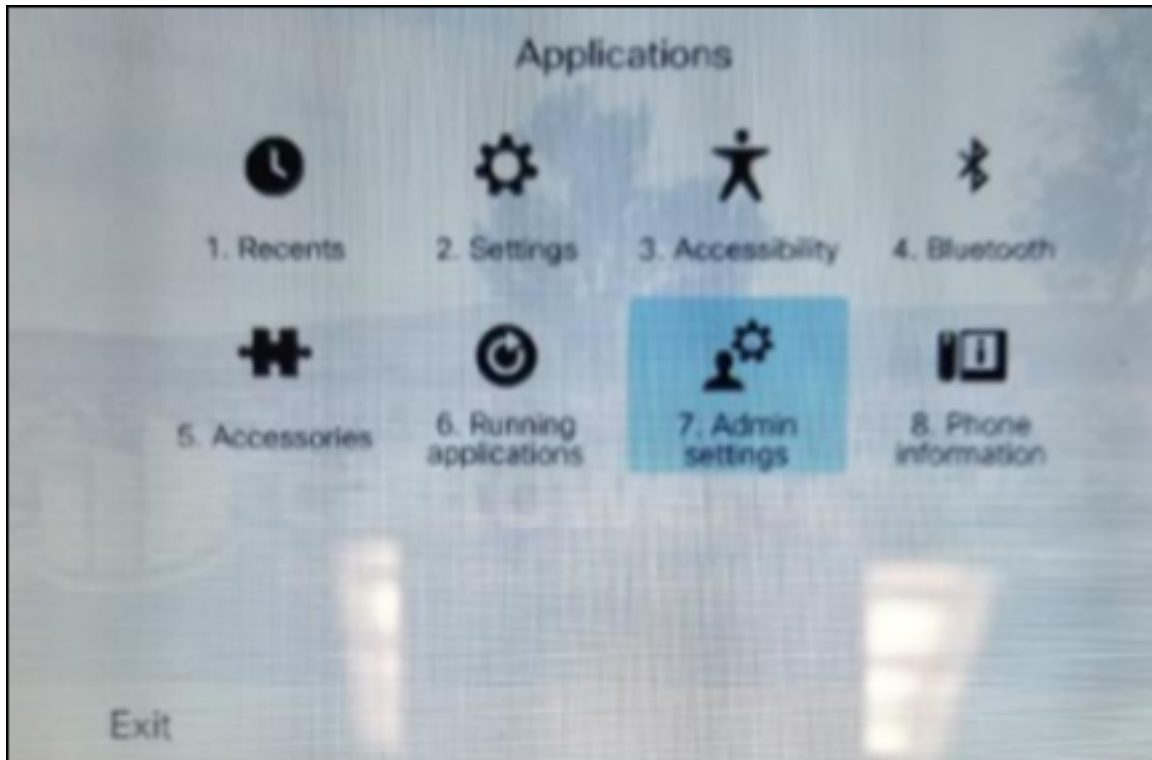 Applications
1. Recents
2. Settings
3. Accessibility
4. Bluetooth
5. Accessories
6. Running
applications
7. Admin
settings
8. Phone
information
Exit